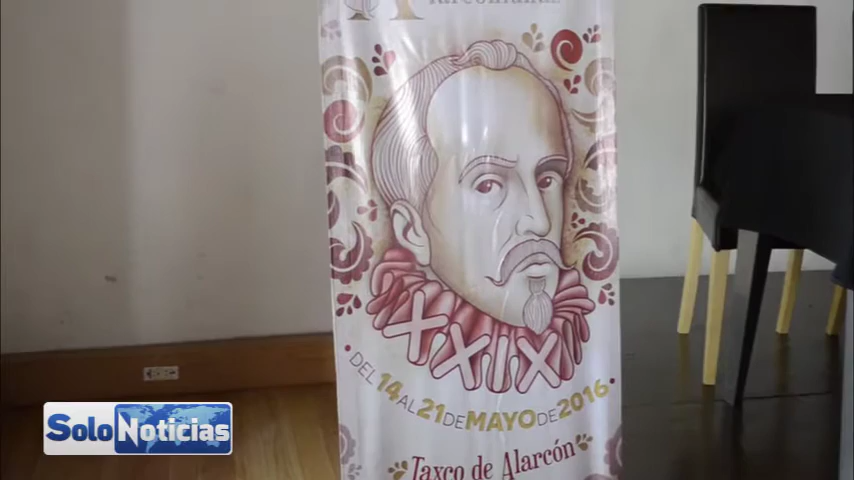 XXIX
DEL 14 AL 21 DE MAYO DE 2016
Taxco de Alarcón
SoloNoticias